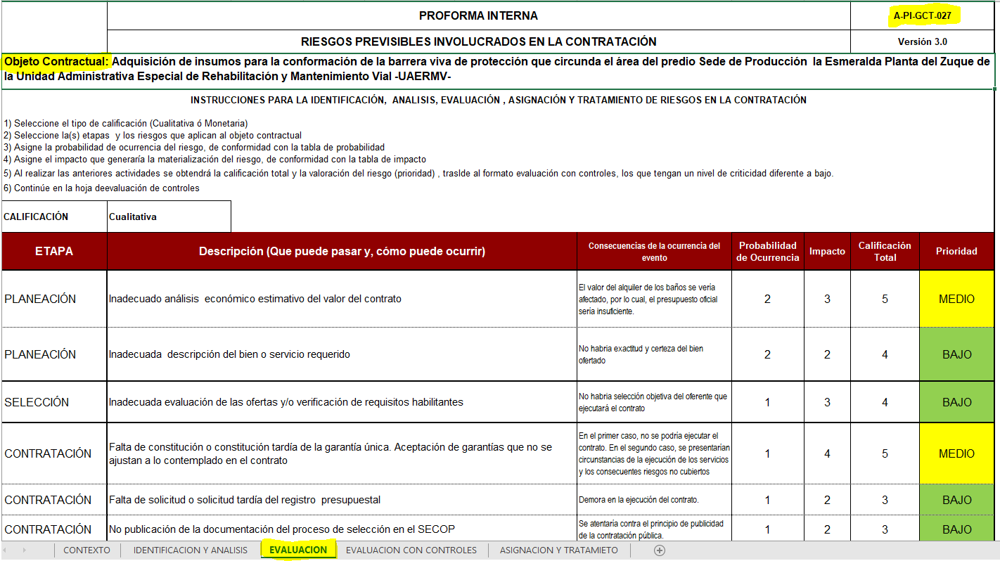 PROFORMA INTERNA
A-PI-GCT-027
RIESGOS PREVISIBLES INVOLUCRADOS EN LA CONTRATACIÓN
Versión 3.0
Objeto Contractual: Adquisición de insumos para la conformación de la barrera viva de protección que circunda el área del predio Sede de Producción la Esmeralda Planta del Zuque de
la Unidad Administrativa Especial de Rehabilitación y Mantenimiento Vial -UAERMV-
INSTRUCCIONES PARA LA IDENTIFICACIÓN, ANALISIS, EVALUACIÓN , ASIGNACIÓN Y TRATAMIENTO DE RIESGOS EN LA CONTRATACIÓN
1) Seleccione el tipo de calificación (Cualitativa ó Monetaria)
2) Seleccione la(s) etapas y los riesgos que aplican al objeto contractual
3) Asigne la probabilidad de ocurrencia del riesgo, de conformidad con la tabla de probabilidad
4) Asigne el impacto que generaría la materialización del riesgo, de conformidad con la tabla de impacto
5) Al realizar las anteriores actividades se obtendrá la calificación total y la valoración del riesgo (prioridad) , traslde al formato evaluación con controles, los que tengan un nivel de criticidad diferente a bajo.
6) Continúe en la hoja deevaluación de controles
CALIFICACIÓN
Cualitativa
ETAPA
Descripción (Que puede pasar y, cómo puede ocurrir)
Consecuencias de la ocurrencia del
evento
Probabilidad
de Ocurrencia
Impacto
Calificación
Total
Prioridad
PLANEACIÓN
Inadecuado análisis económico estimativo del valor del contrato
El valor del alquiler de los baños se vería
afectado, por lo cual, el presupuesto oficial
sería insuficiente.
2
3
5
MEDIO
PLANEACIÓN
Inadecuada descripción del bien o servicio requerido
No habria exactitud y certeza del bien
ofertado
2
2
4
BAJO
SELECCIÓN
Inadecuada evaluación de las ofertas y/o verificación de requisitos habilitantes
No habria selección objetiva del oferente que
ejecutará el contrato
1
3
4
BAJO
CONTRATACIÓN
Falta de constitución o constitución tardía de la garantía única. Aceptación de garantías que no se
ajustan a lo contemplado en el contrato
En el primer caso, no se podría ejecutar el
contrato. En el segundo caso, se presentarían
circunstancias de la ejecución de los servicios
y los consecuentes riesgos no cubiertos
1
4
5
MEDIO
CONTRATACIÓN
Falta de solicitud o solicitud tardía del registro presupuestal
Demora en la ejecución del contrato.
1
2
3
BAJO
CONTRATACIÓN
No publicación de la documentación del proceso de selección en el SECOP
Se atentaría contra el principio de publicidad
de la contratación pública.
1
2
3
BAJO
CONTEXTO
IDENTIFICACION Y ANALISIS
EVALUACION
EVALUACION CON CONTROLES
ASIGNACION Y TRATAMIETO